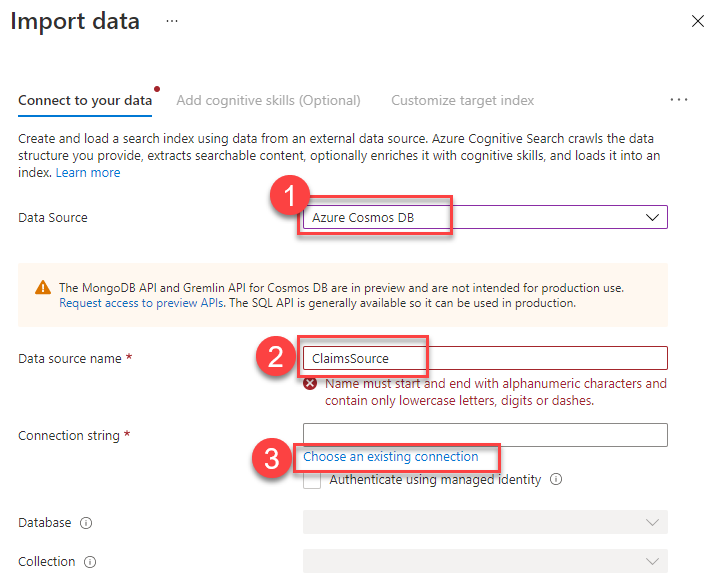 Import data ...
Connect to your data
Add cognitive skills (Optional)
Customize target index
...
Create and load a search index using data from an external data source. Azure Cognitive Search crawls the data
structure you provide, extracts searchable content, optionally enriches it with cognitive skills, and loads it into an
index. Learn more
1
Data Source
Azure Cosmos DB
The MongoDB API and Gremlin API for Cosmos DB are in preview and are not intended for production use.
Request access to preview APIs. The SQL API is generally available so it can be used in production.
2
Data source name *
ClaimsSource
Name must start and end with alphanumeric characters and
contain only lowercase letters, digits or dashes.
Connection string *
3
Choose an existing connection
Authenticate using managed identity
Database
Collection